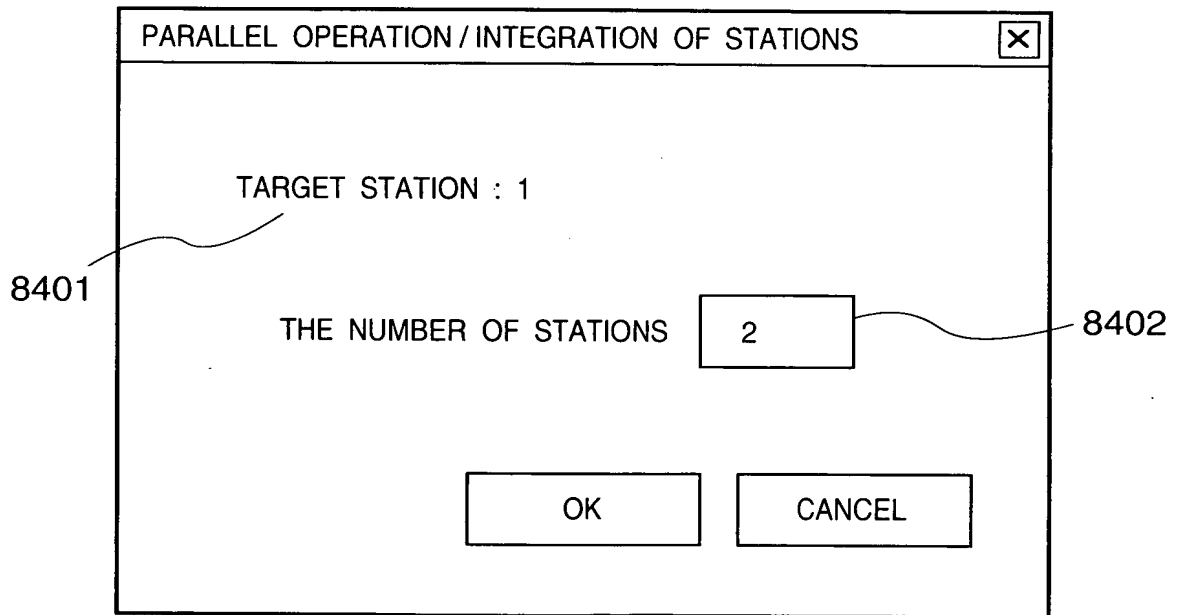 PARALLEL OPERATION / INTEGRATION OF STATIONS
TARGET STATION : 1
8401
THE NUMBER OF STATIONS 2
8402
OK CANCEL